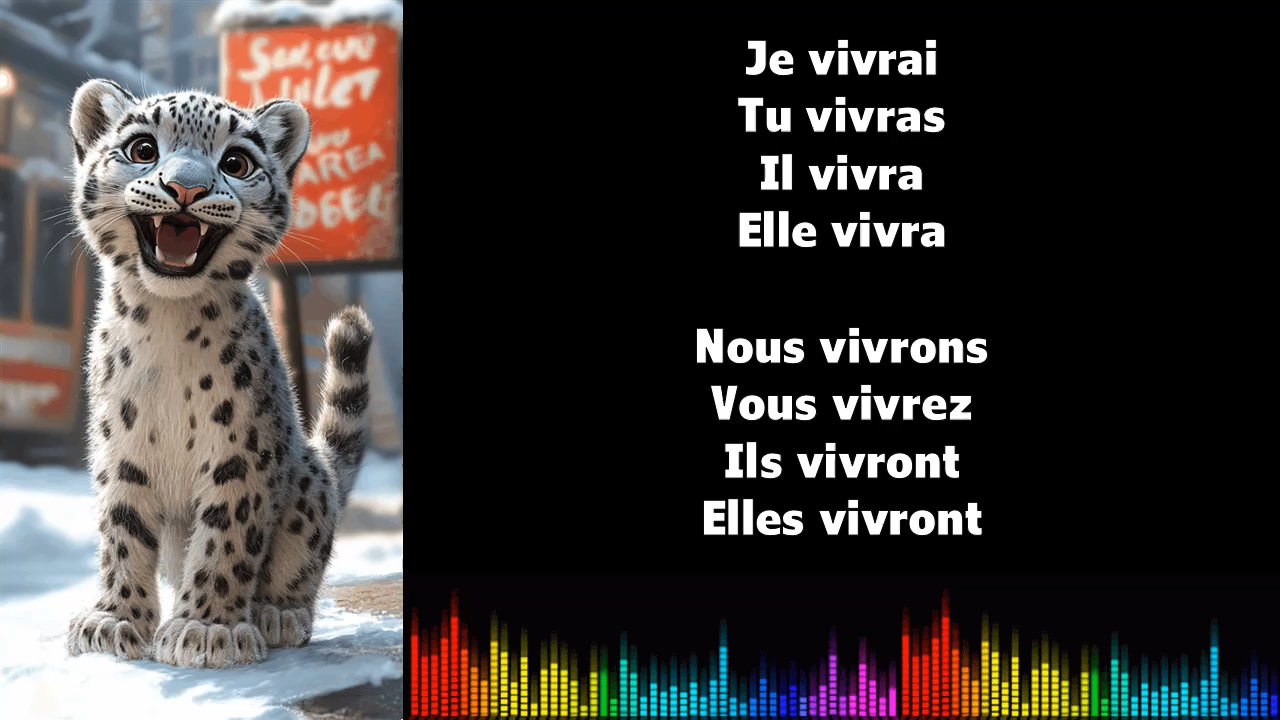 Je vivrai
Tu vivras
Il vivra
Elle vivra
Nous vivrons
Vous vivrez
Ils vivront
Elles vivront